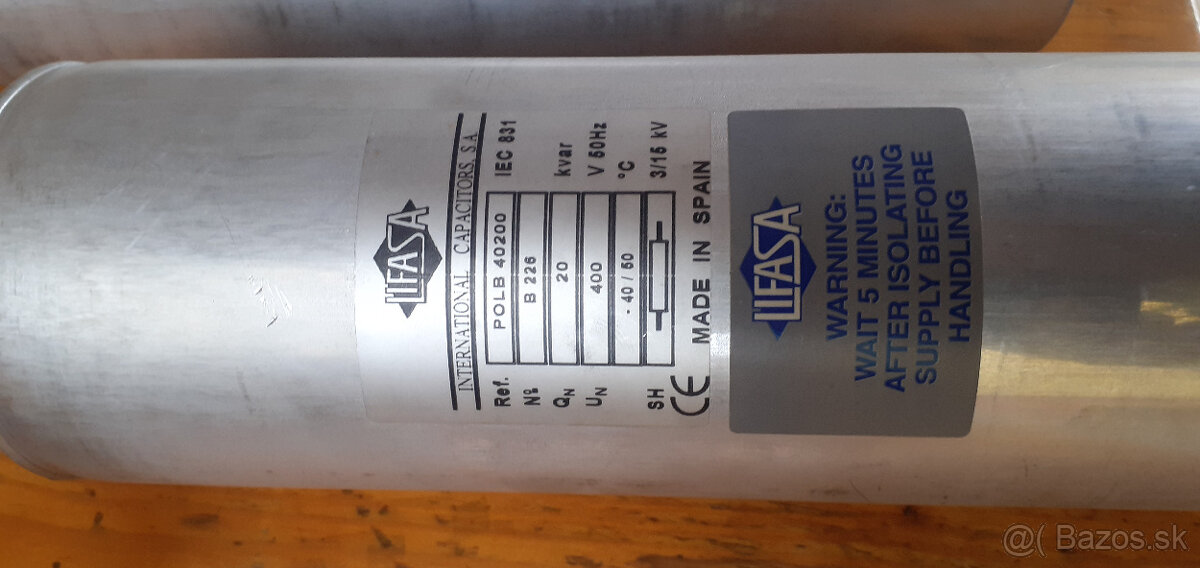 LIFASA
INTERNATIONAL CAPACITORS, S.A.
Ref. POLB 40200 IEC 831
Nº B 226
QN 20 kvar
UN 400 V 50Hz
- 40 / 50 °C
SH 3/15 kV
CE MADE IN SPAIN
LIFASA
WARNING:
WAIT 5 MINUTES
AFTER ISOLATING
SUPPLY BEFORE
HANDLING
@( Bazos.sk